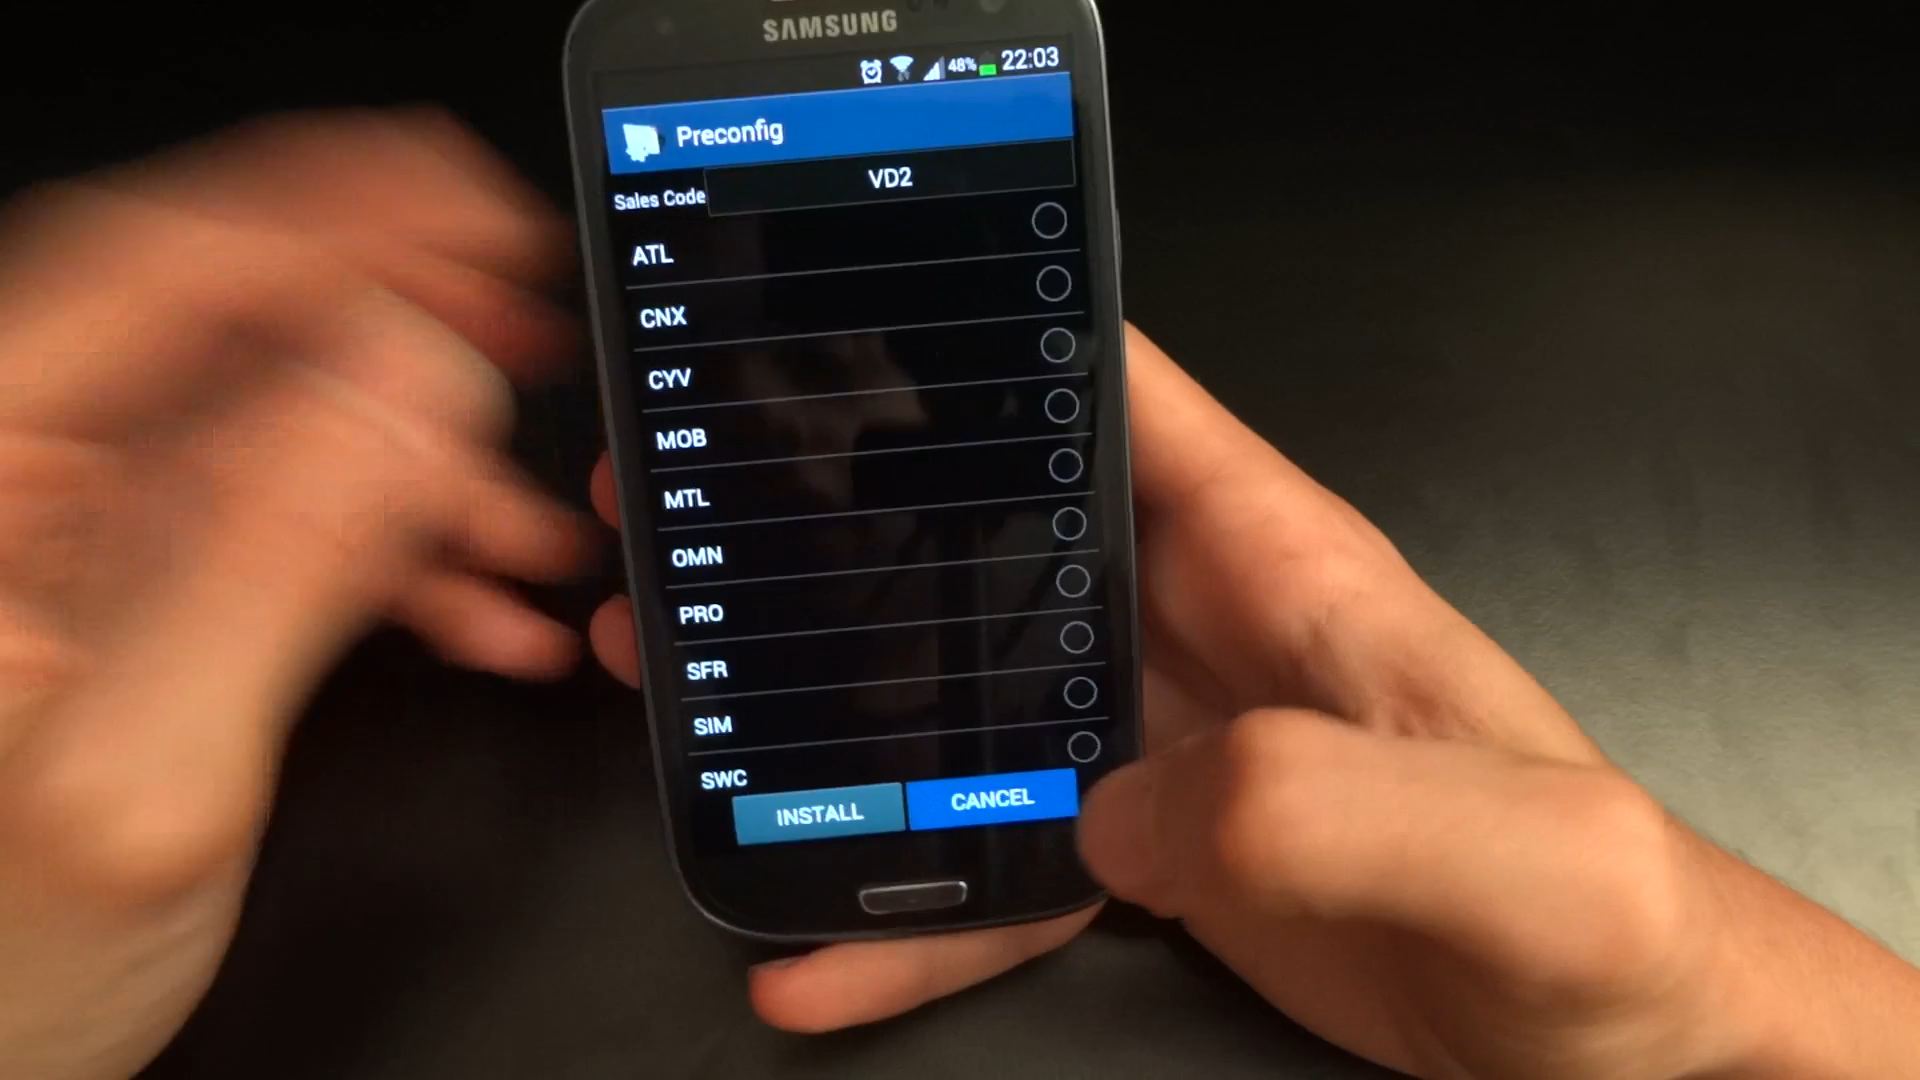 SAMSUNG
48% 22:03
Preconfig
Sales Code VD2
ATL
CNX
CYV
MOB
MTL
OMN
PRO
SFR
SIM
SWC
INSTALL CANCEL